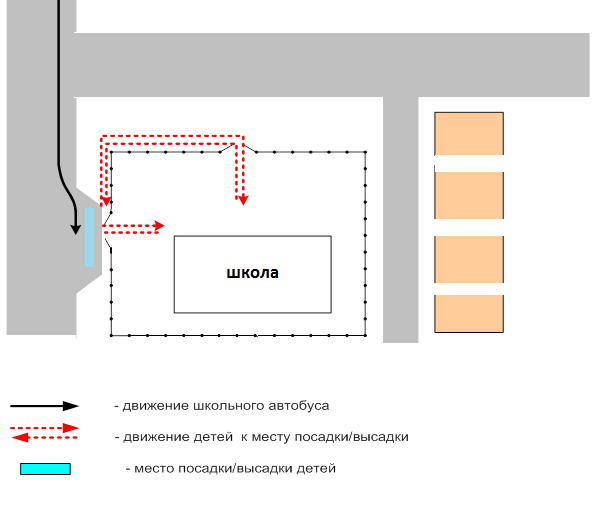 школа
- движение школьного автобуса
- движение детей к месту посадки/высадки
- место посадки/высадки детей